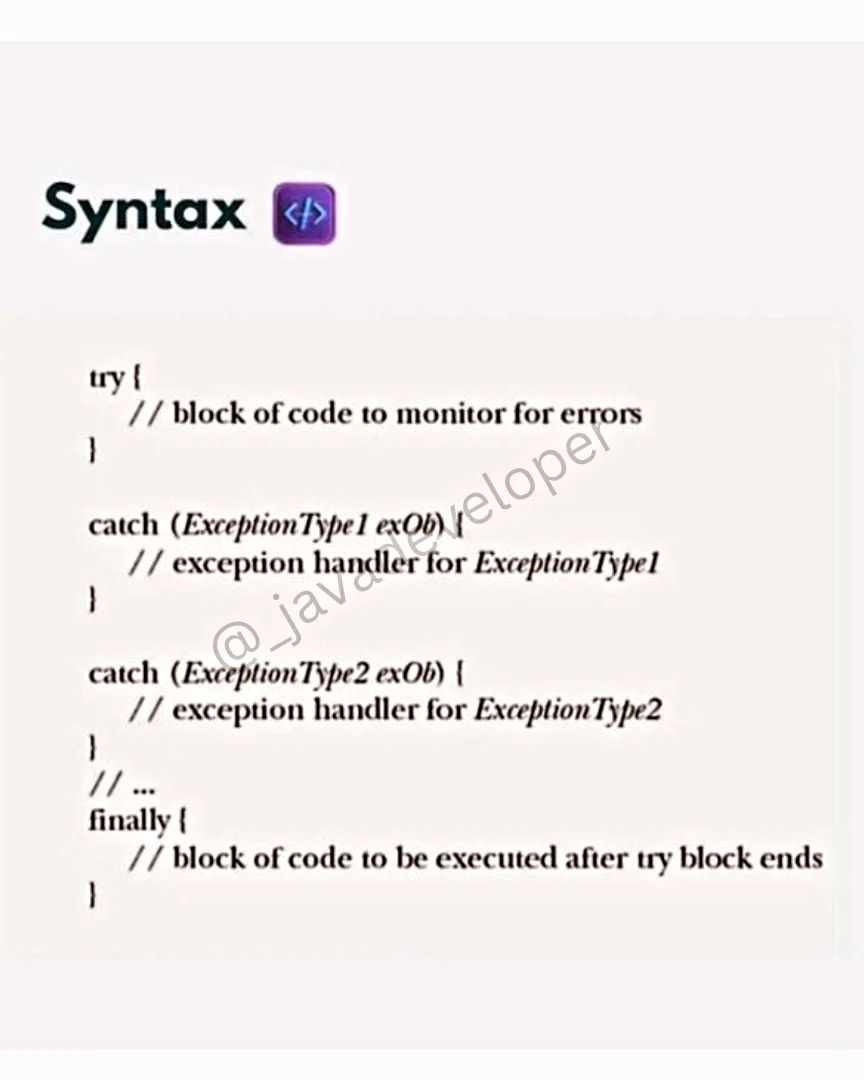 Syntax </>
try {
// block of code to monitor for errors
}
catch (ExceptionType1 exOb) {
// exception handler for ExceptionType1
}
catch (ExceptionType2 exOb) {
// exception handler for ExceptionType2
}
// ...
finally {
// block of code to be executed after try block ends
}
@_javadeveloper